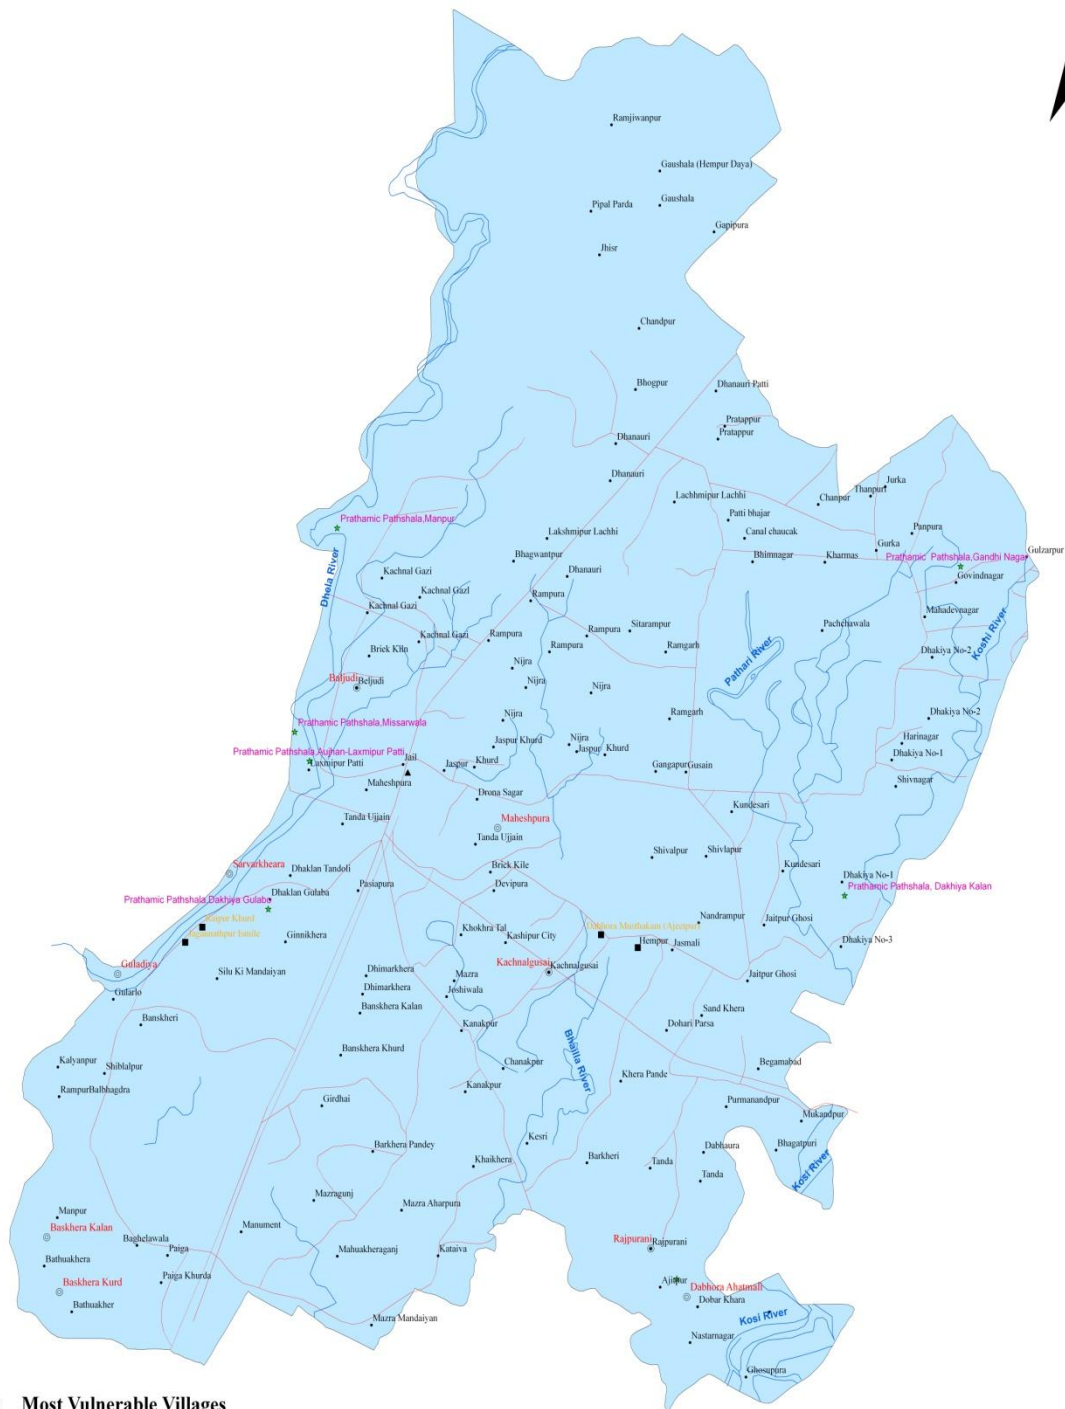 Ramjiwanpur
Gaushala (Hempur Daya)
Gaushala
Pipal Parda
Gapipura
Jhisr
Chandpur
Bhogpur
Dhanauri Patti
Pratappur
Pratappur
Dhanauri
Dhanauri
Jurka
Thanpuri
Lachhmipur Lachhi
Chanpur
Patti bhajar
Prathamic Pathshala,Manpur
Canal chaucak
Panpura
Lakshmipur Lachhi
Gurka
Gulzarpur
Bhagwantpur
Bhimnagar
Kharmas
Prathamic Pathshala,Gandhi Nagar
Dhela River
Kachnal Gazi
Dhanauri
Govindnagar
Kachnal Gazl
Rampura
Kachnal Gazi
Mahadevnagar
Koshi River
Kachnal Gazi
Rampura
Rampura
Sitarampur
Pachchawala
Brick Klin
Rampura
Ramgarh
Pathari River
Dhakiya No-2
Nijra
Baljudi
Beljudi
Nijra
Nijra
Prathamic Pathshala,Missarwala
Nijra
Ramgarh
Dhakiya No-2
Jaspur Khurd
Nijra
Harinagar
Prathamic Pathshala,Aujhan-Laxmipur Patti
Jaspur
Khurd
Dhakiya No-1
Laxmipur Patti
Jail
Jaspur
Khurd
Gangapur
Gusain
Maheshpura
Shivnagar
Drona Sagar
Kundesari
Tanda Ujjain
Maheshpura
Tanda Ujjain
Shivalpur
Shivlapur
Sarvarkheara
Dhaklan Tandoli
Brick Kile
Kundesari
Pasiapura
Devipura
Dhakiya No-1
Dhaklan Gulaba
Prathamic Pathshala, Dakhiya Kalan
Prathamic Pathshala,Dakhiya Gulaba
Nandrampur
Jaitpur Ghosi
Khokhra Tal
Kashipur City
Ginnikhera
Hempur
Jasmali
Dhakiya No-3
Guladiya
Silu Ki Mandaiyan
Dhimarkhera
Mazra
Kachnalgusai
Kachnalgusai
Jaitpur Ghosi
Gularlo
Dhimarkhera
Joshiwala
Banskhera Kalan
Sand Khera
Banskheri
Kanakpur
Dohari Parsa
Banskhera Khurd
Bhailla River
Kalyanpur
Shiblalpur
Chanakpur
Begamabad
RampurBalbhagdra
Kanakpur
Khera Pande
Girdhai
Purmanandpur
Mukandpur
Barkhera Pandey
Kesri
Dabhaura
Bhagatpuri
Khaikhera
Barkheri
Tanda
Tanda
Kosi River
Mazragunj
Mazra Aharpura
Manpur
Baskhera Kalan
Manument
Baghelawala
Paiga
Mahuakheraganj
Kataiva
Rajpurani
Rajpurani
Bathuakhera
Baskhera Kurd
Paiga Khurda
Dabhora Ahatmali
Bathuakher
Dobar Khara
Mazra Mandaiyan
Kosi River
Nastarnagar
Ghosupura
Most Vulnerable Villages